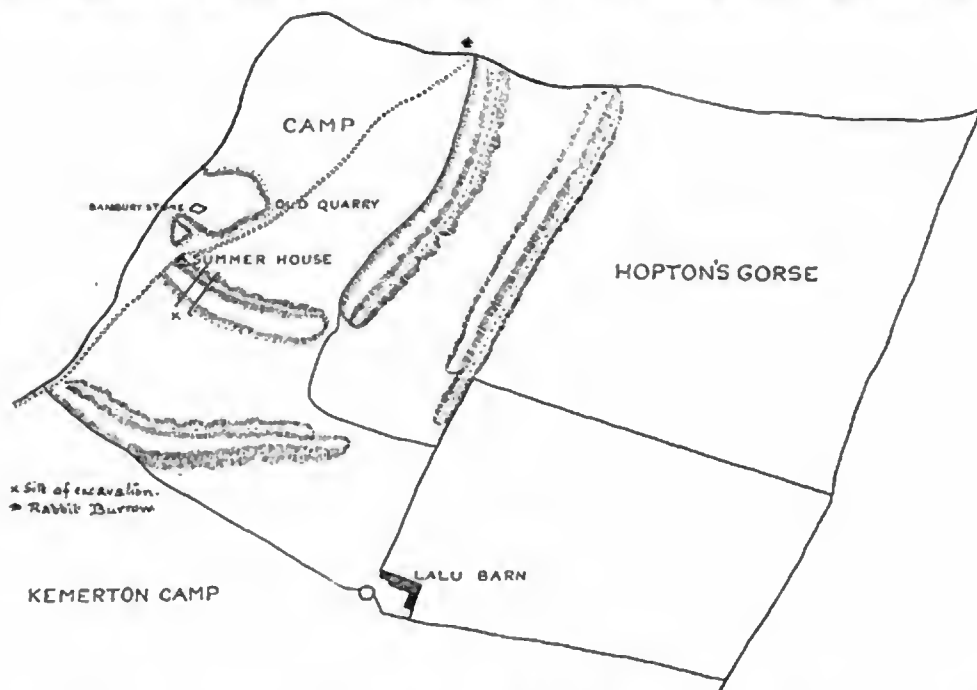 CAMP
BANBURY STONE
OLD QUARRY
SUMMER HOUSE
HOPTON'S GORSE
x
x Site of excavation.
Rabbit Burrow
LALU BARN
KEMERTON CAMP